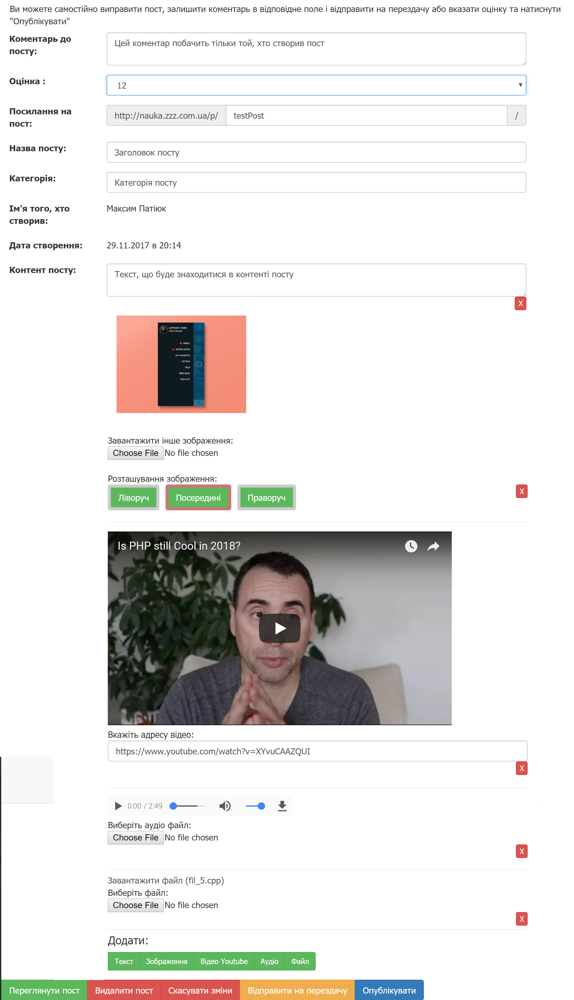 Ви можете самостійно виправити пост, залишити коментарь в відповідне поле і відправити на перездачу або вказати оцінку та натиснути
"Опублікувати"
Коментарь до
посту:
Цей коментар побачить тільки той, хто створив пост
Оцінка :
12
Посилання на
пост:
http://nauka.zzz.com.ua/p/
testPost
/
Назва посту:
Заголовок посту
Категорія:
Категорія посту
Ім'я того, хто
створив:
Максим Патіюк
Дата створення:
29.11.2017 в 20:14
Контент посту:
Текст, що буде знаходитися в контенті посту
X
ANTHONY STARK
VIEW PROFILE
INBOX
NOTIFICATION
MY FAVORITES
SETTING
HELP
FEED BACK
SIGN OUT
Завантажити інше зображення:
Choose File No file chosen
Розташування зображення:
Ліворуч Посередині Праворуч
X
Is PHP still Cool in 2018?
Вкажіть адресу відео:
https://www.youtube.com/watch?v=XYvuCAAZQUI
X
0:00 / 2:49
Виберіть аудіо файл:
Choose File No file chosen
X
Завантажити файл (fil_5.cpp)
Виберіть файл:
Choose File No file chosen
X
Додати:
Текст Зображення Відео Youtube Аудіо Файл
Переглянути пост Видалити пост Скасувати зміни Відправити на перездачу Опублікувати